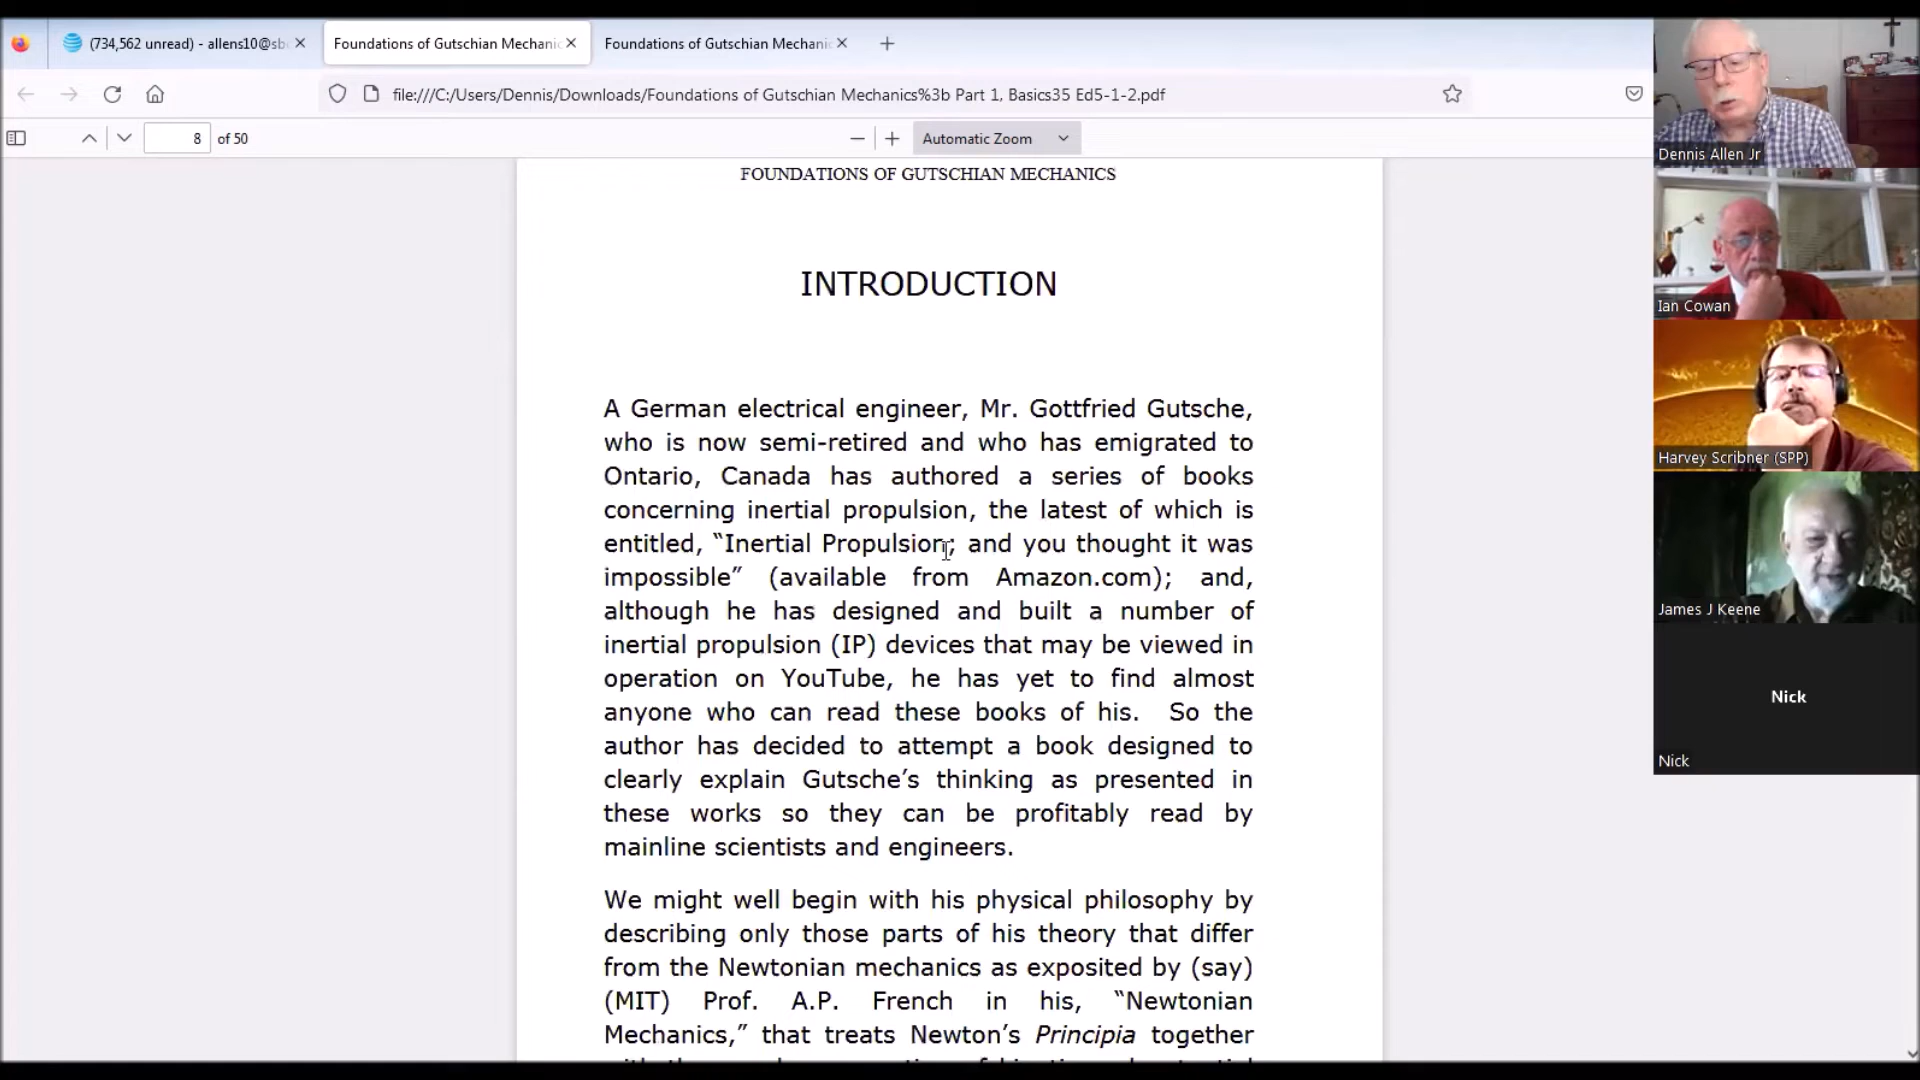 (734,562 unread) - allens10@sb
Foundations of Gutschian Mechanic
Foundations of Gutschian Mechani
file:///C:/Users/Dennis/Downloads/Foundations of Gutschian Mechanics%3b Part 1, Basics35 Ed5-1-2.pdf
8 of 50
Automatic Zoom
FOUNDATIONS OF GUTSCHIAN MECHANICS
INTRODUCTION
A German electrical engineer, Mr. Gottfried Gutsche,
who is now semi-retired and who has emigrated to
Ontario, Canada has authored a series of books
concerning inertial propulsion, the latest of which is
entitled, “Inertial Propulsion; and you thought it was
impossible” (available from Amazon.com); and,
although he has designed and built a number of
inertial propulsion (IP) devices that may be viewed in
operation on YouTube, he has yet to find almost
anyone who can read these books of his. So the
author has decided to attempt a book designed to
clearly explain Gutsche’s thinking as presented in
these works so they can be profitably read by
mainline scientists and engineers.
We might well begin with his physical philosophy by
describing only those parts of his theory that differ
from the Newtonian mechanics as exposited by (say)
(MIT) Prof. A.P. French in his, “Newtonian
Mechanics,” that treats Newton’s Principia together
Dennis Allen Jr
Ian Cowan
Harvey Scribner (SPP)
James J Keene
Nick
Nick